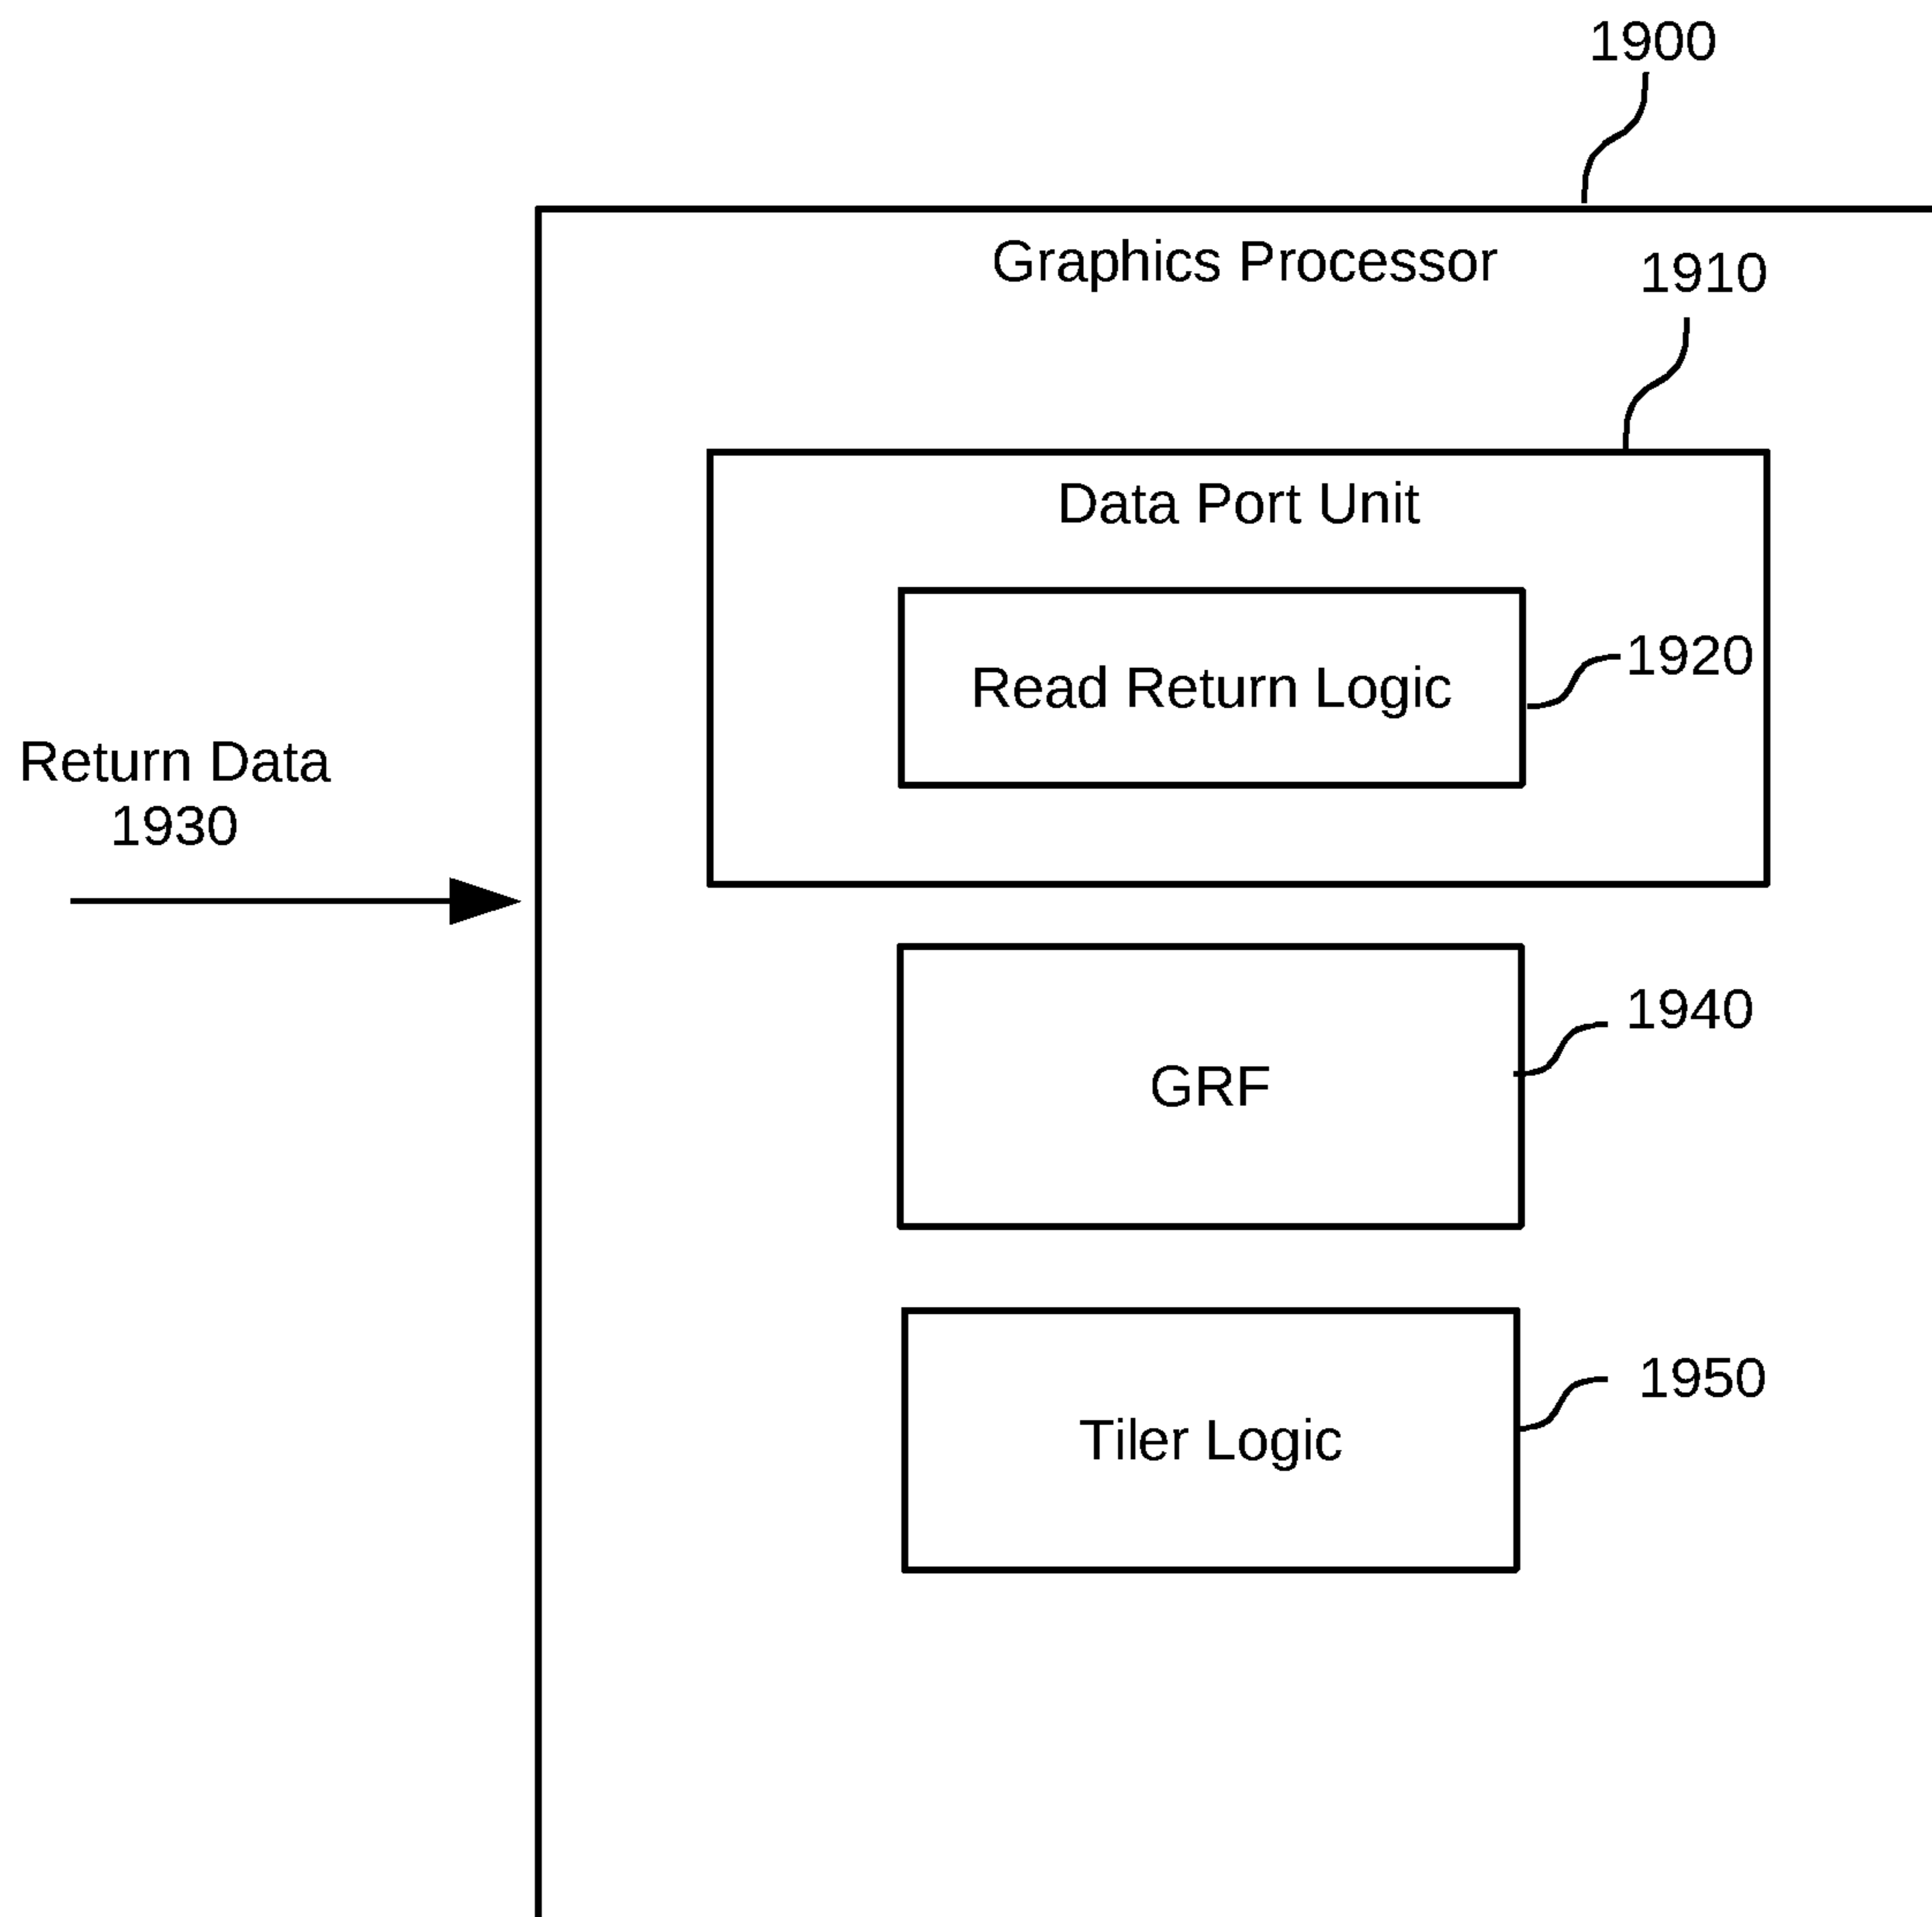 1900
Graphics Processor
1910
Data Port Unit
Read Return Logic
1920
Return Data
1930
GRF
1940
Tiler Logic
1950